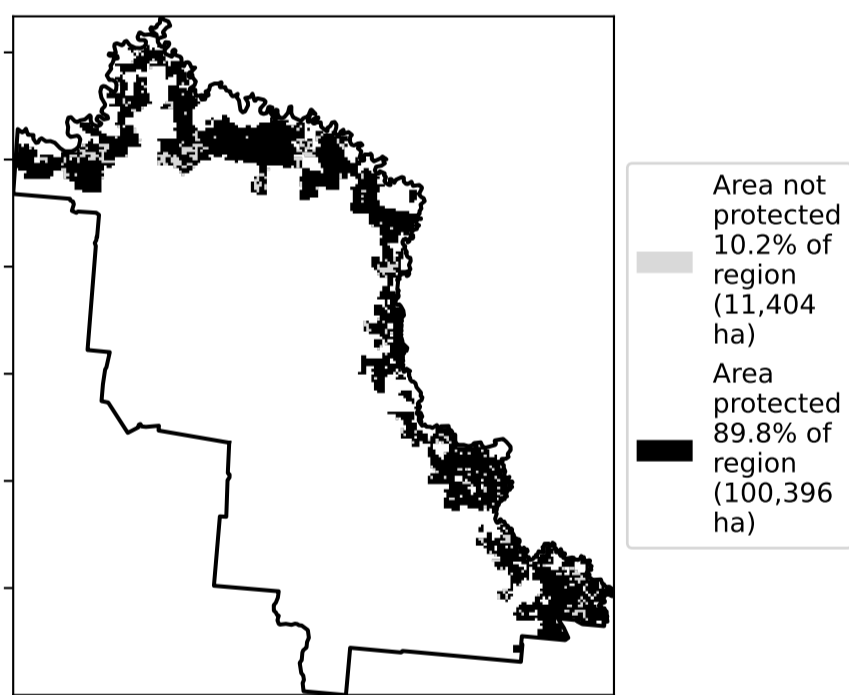 Area not
protected
10.2% of
region
(11,404
ha)
Area
protected
89.8% of
region
(100,396
ha)